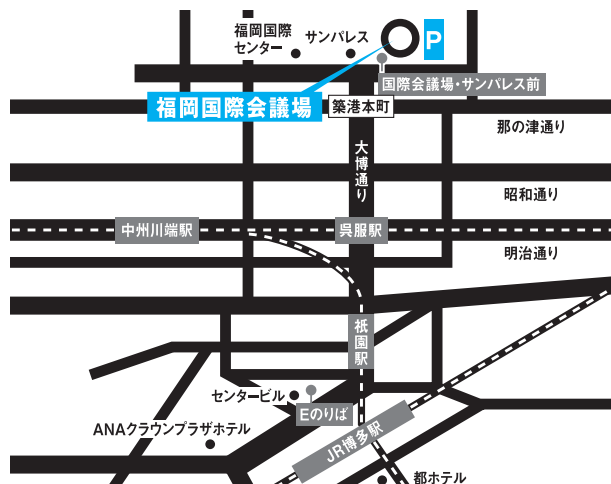 福岡国際
センター
サンパレス
P
国際会議場・サンパレス前
福岡国際会議場
築港本町
那の津通り
大博通り
昭和通り
中州川端駅
呉服駅
明治通り
祇園駅
センタービル
Eのりば
ANAクラウンプラザホテル
JR博多駅
都ホテル